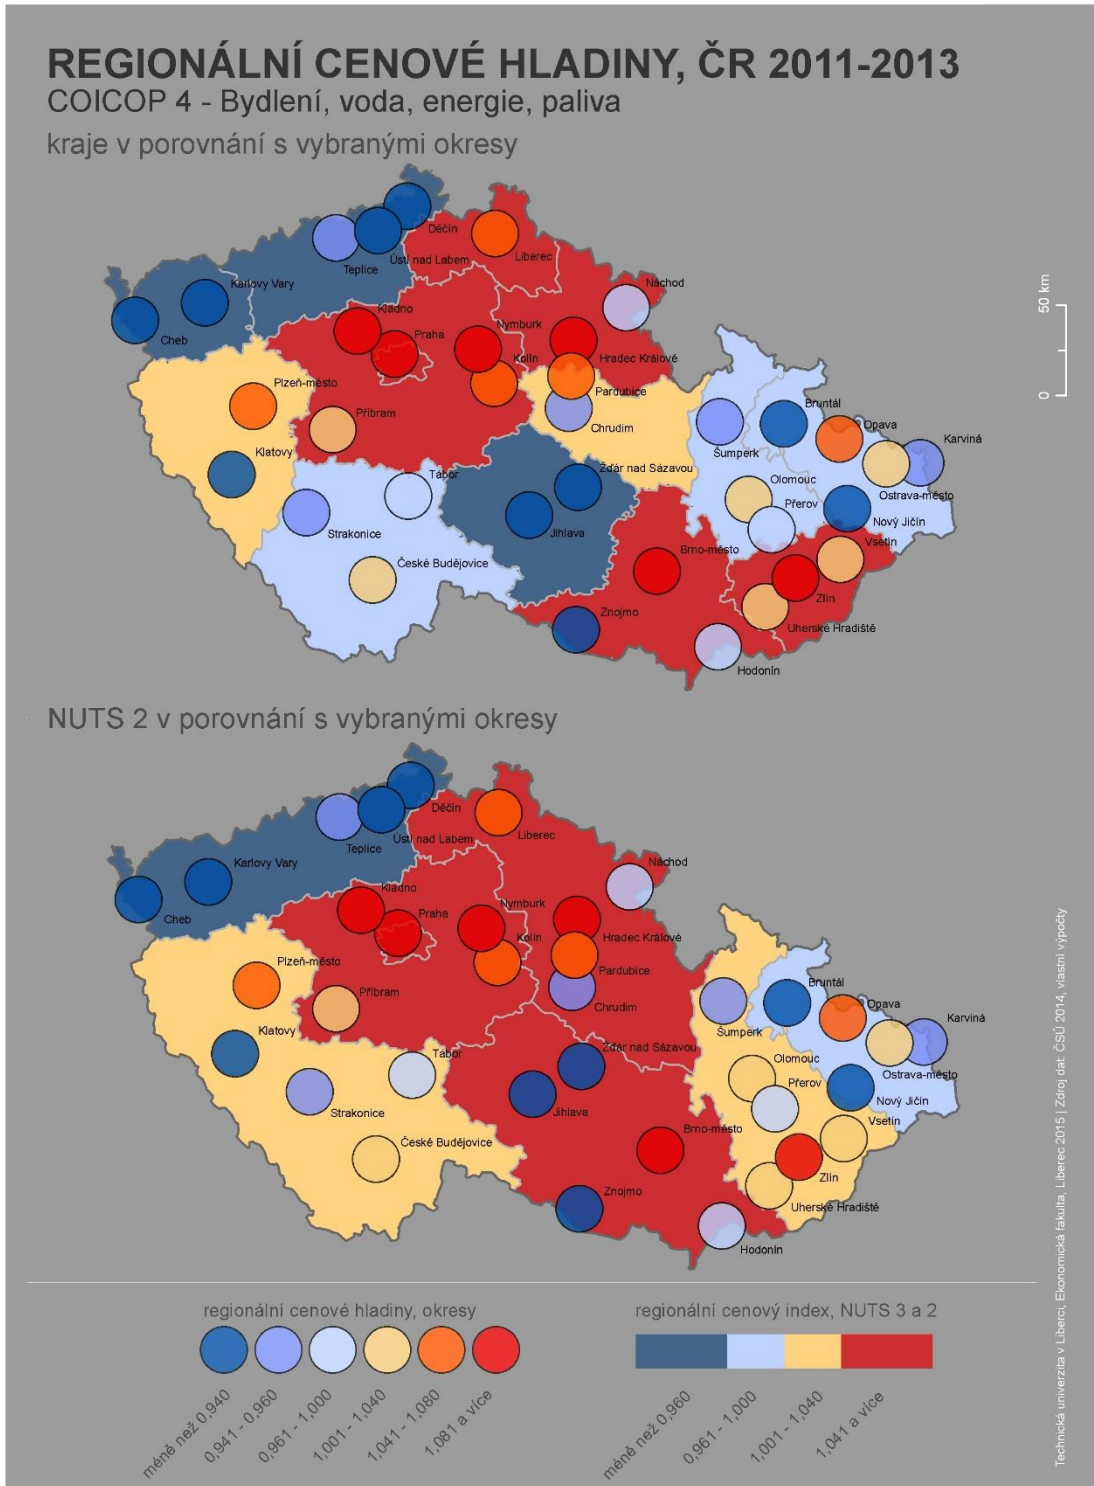 REGIONÁLNÍ CENOVÉ HLADINY, ČR 2011-2013
COICOP 4 - Bydlení, voda, energie, paliva
kraje v porovnání s vybranými okresy
Děčín
Ústí nad Labem
Teplice
Liberec
Karlovy Vary
Cheb
Náchod
Kladno
Praha
Nymburk
Kolín
Hradec Králové
Pardubice
Chrudim
Plzeň-město
Příbram
Klatovy
Tábor
Strakonice
České Budějovice
Žďár nad Sázavou
Jihlava
Bruntál
Opava
Karviná
Šumperk
Ostrava-město
Olomouc
Přerov
Nový Jičín
Vsetín
Brno-město
Zlín
Uherské Hradiště
Znojmo
Hodonín
50 km
0
NUTS 2 v porovnání s vybranými okresy
Děčín
Ústí nad Labem
Teplice
Liberec
Karlovy Vary
Cheb
Náchod
Kladno
Praha
Nymburk
Kolín
Hradec Králové
Pardubice
Chrudim
Plzeň-město
Příbram
Klatovy
Tábor
Strakonice
České Budějovice
Žďár nad Sázavou
Jihlava
Bruntál
Opava
Karviná
Šumperk
Ostrava-město
Olomouc
Přerov
Nový Jičín
Vsetín
Brno-město
Zlín
Uherské Hradiště
Znojmo
Hodonín
regionální cenové hladiny, okresy
méně než 0,940
0,941 - 0,960
0,961 - 1,000
1,001 - 1,040
1,041 - 1,080
1,081 a více
regionální cenový index, NUTS 3 a 2
méně než 0,960
0,961 - 1,000
1,001 - 1,040
1,041 a více
Technická univerzita v Liberci, Ekonomická fakulta, Liberec 2015 | Zdroj dat: ČSÚ 2014, vlastní výpočty